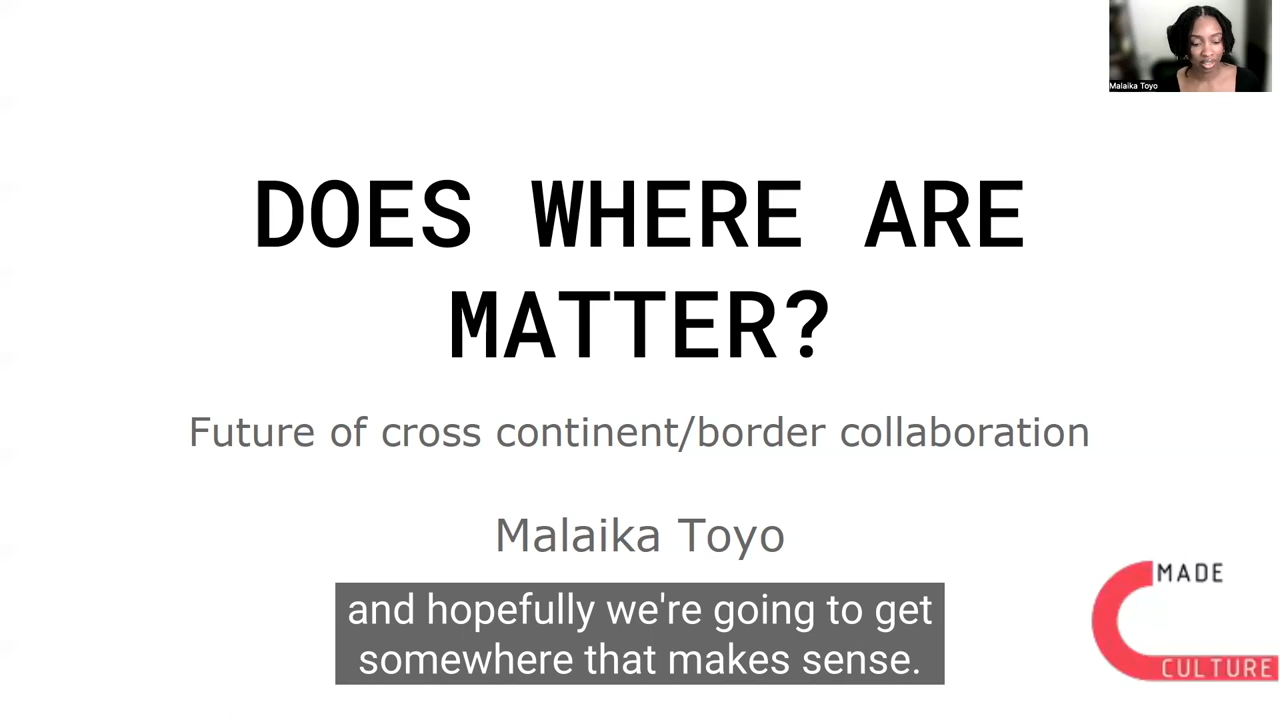 Malaika Toyo
DOES WHERE ARE
MATTER?
Future of cross continent/border collaboration
Malaika Toyo
MADE
CULTURE
and hopefully we're going to get
somewhere that makes sense.